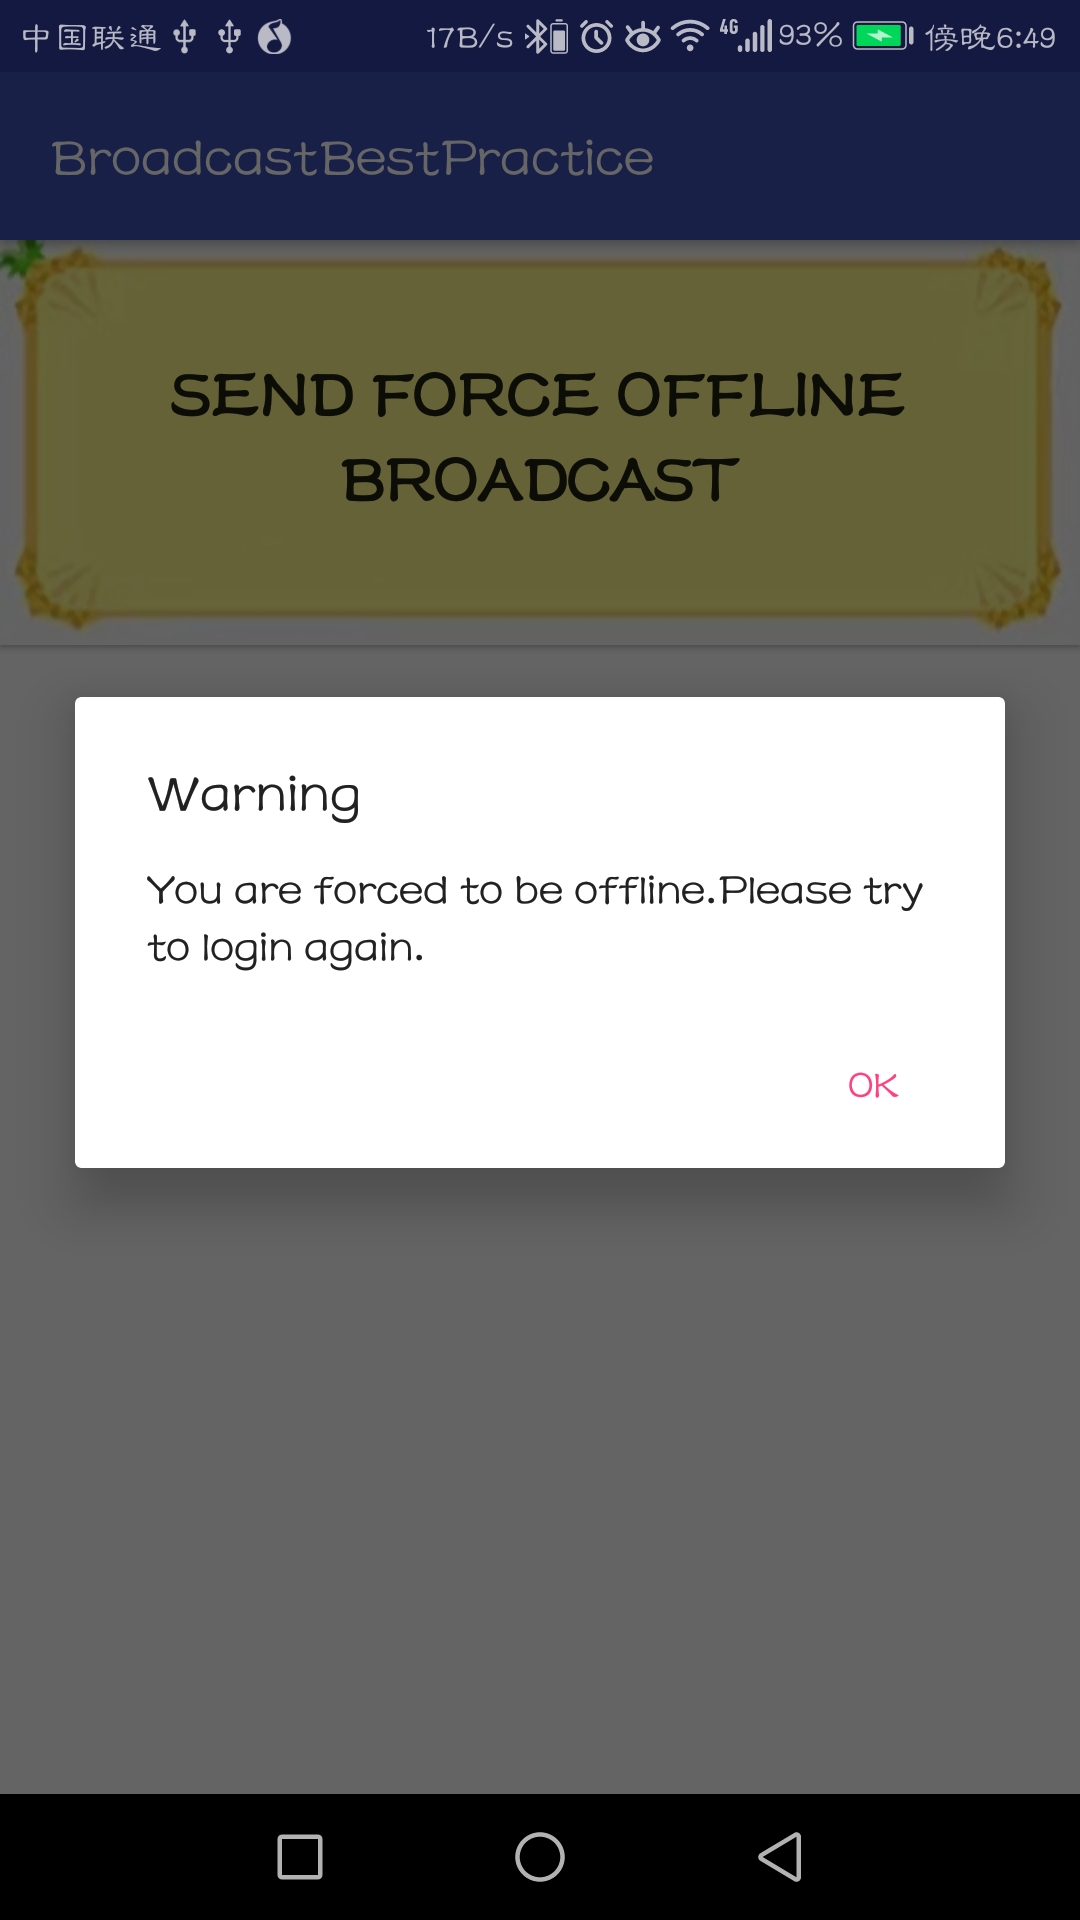 中国联通 17B/s 4G 93% 傍晚6:49
BroadcastBestPractice
SEND FORCE OFFLINE
BROADCAST
Warning
You are forced to be offline.Please try
to login again.
OK